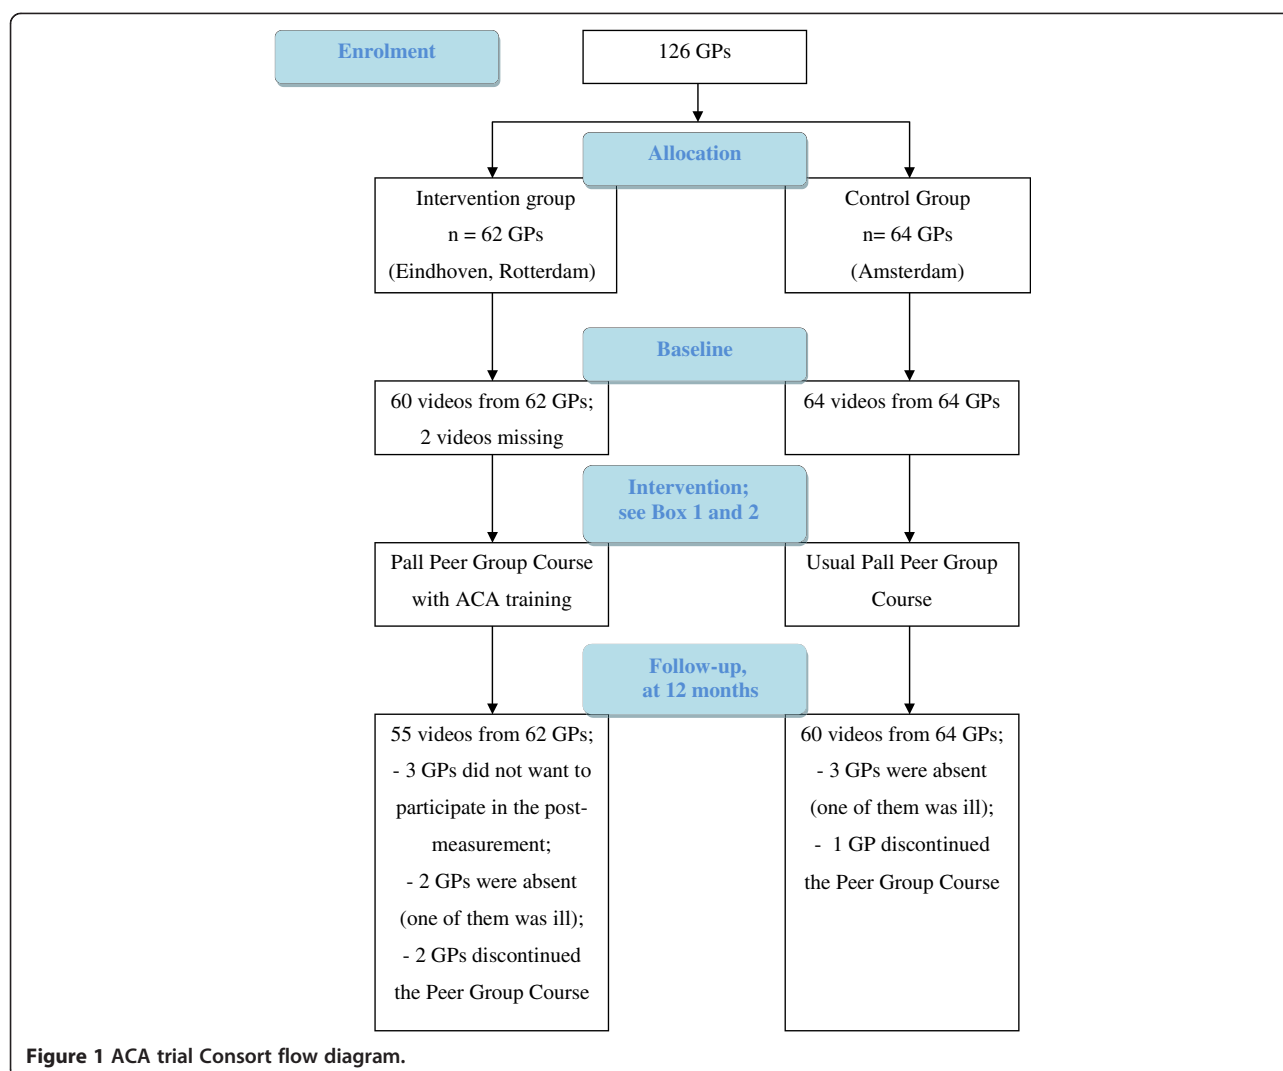 Enrolment
126 GPs
Allocation
Intervention group
n = 62 GPs
(Eindhoven, Rotterdam)
Control Group
n= 64 GPs
(Amsterdam)
Baseline
60 videos from 62 GPs;
2 videos missing
64 videos from 64 GPs
Intervention;
see Box 1 and 2
Pall Peer Group Course
with ACA training
Usual Pall Peer Group
Course
Follow-up,
at 12 months
55 videos from 62 GPs;
- 3 GPs did not want to
participate in the post-
measurement;
- 2 GPs were absent
(one of them was ill);
- 2 GPs discontinued
the Peer Group Course
60 videos from 64 GPs;
- 3 GPs were absent
(one of them was ill);
- 1 GP discontinued
the Peer Group Course
Figure 1 ACA trial Consort flow diagram.